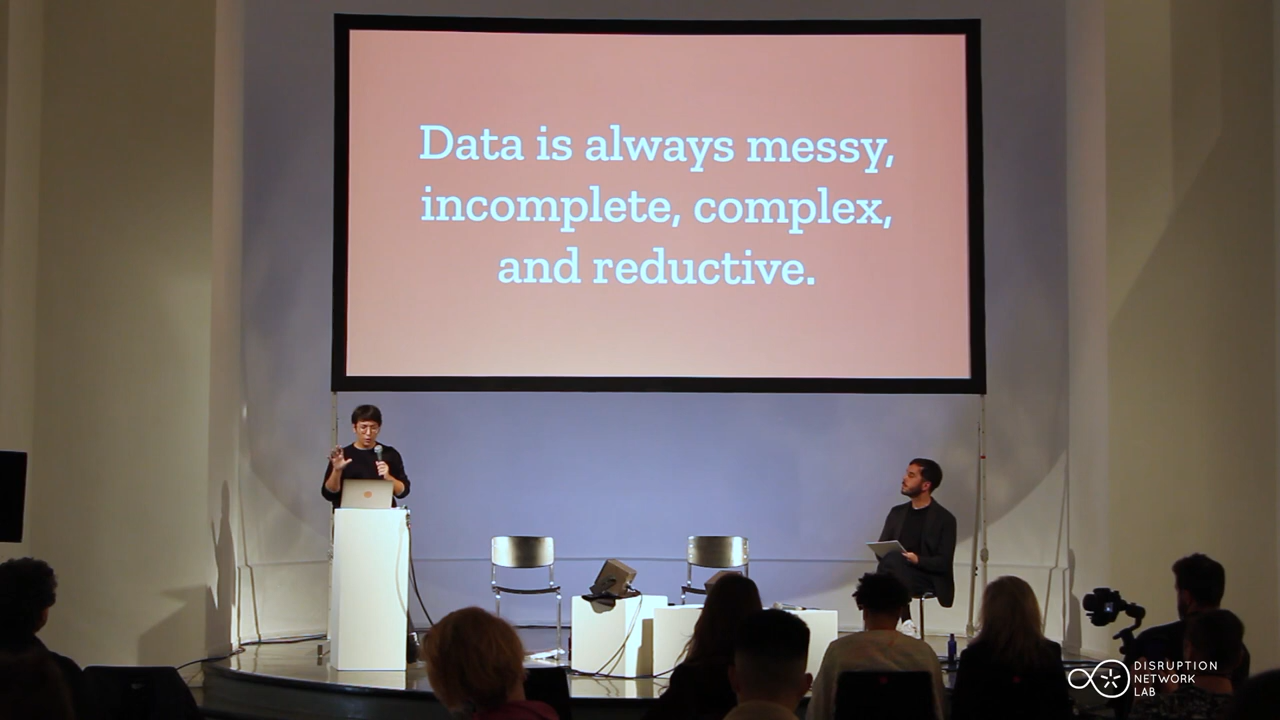 Data is always messy,
incomplete, complex,
and reductive.
DISRUPTION
NETWORK
LAB